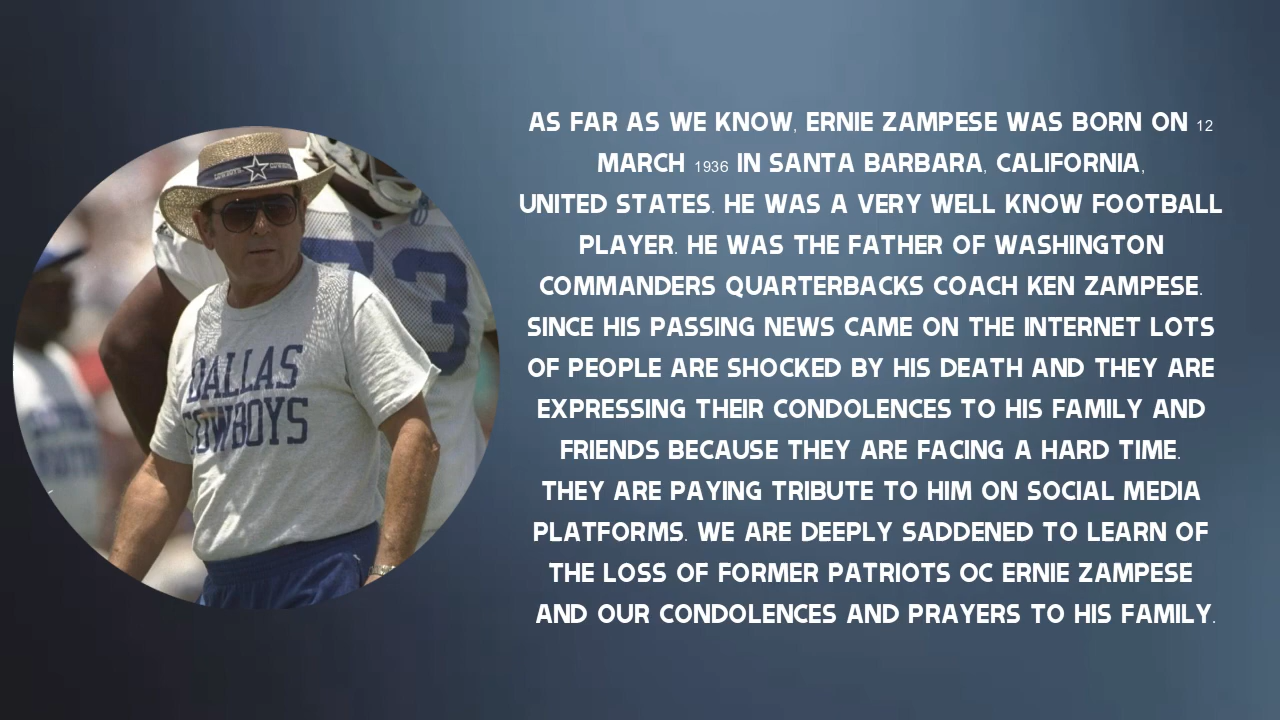 AS FAR AS WE KNOW, ERNIE ZAMPESE WAS BORN ON 12
MARCH 1936 IN SANTA BARBARA, CALIFORNIA,
UNITED STATES. HE WAS A VERY WELL KNOW FOOTBALL
PLAYER. HE WAS THE FATHER OF WASHINGTON
COMMANDERS QUARTERBACKS COACH KEN ZAMPESE.
SINCE HIS PASSING NEWS CAME ON THE INTERNET LOTS
OF PEOPLE ARE SHOCKED BY HIS DEATH AND THEY ARE
EXPRESSING THEIR CONDOLENCES TO HIS FAMILY AND
FRIENDS BECAUSE THEY ARE FACING A HARD TIME.
THEY ARE PAYING TRIBUTE TO HIM ON SOCIAL MEDIA
PLATFORMS. WE ARE DEEPLY SADDENED TO LEARN OF
THE LOSS OF FORMER PATRIOTS OC ERNIE ZAMPESE
AND OUR CONDOLENCES AND PRAYERS TO HIS FAMILY.
DALLAS
COWBOYS
73